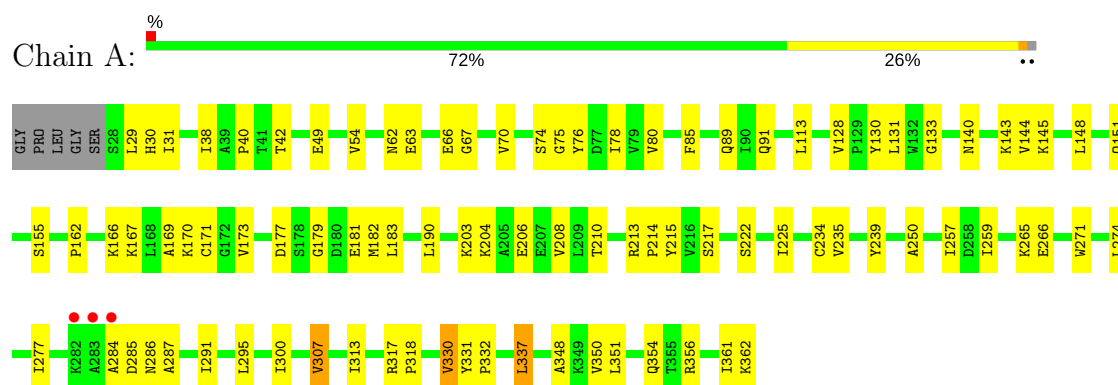 %
Chain A:
72% 26% ••
GLY PRO LEU GLY SER S28 L29 H30 I31 I38 A39 P40 T41 T42 E49 V54 N62 E63 E66 G67 V70 S74 G75 Y76 D77 I78 V79 V80 F85 Q89 I90 Q91 L113 V128 P129 Y130 L131 W132 G133 N140 K143 V144 K145 L148
S155 P162 K166 K167 L168 A169 K170 C171 G172 V173 D177 S178 G179 D180 E181 M182 L183 L190 K203 K204 A205 E206 E207 V208 L209 T210 R213 P214 Y215 V216 S217 S222 I225 C234 V235 Y239 A250 I257 D258 I259 K265 E266 W271
I277 K282 A283 A284 D285 N286 A287 I291 L295 I300 V307 I313 R317 P318 V330 Y331 P332 L337 A348 K349 V350 L351 Q354 T355 R356 I361 K362